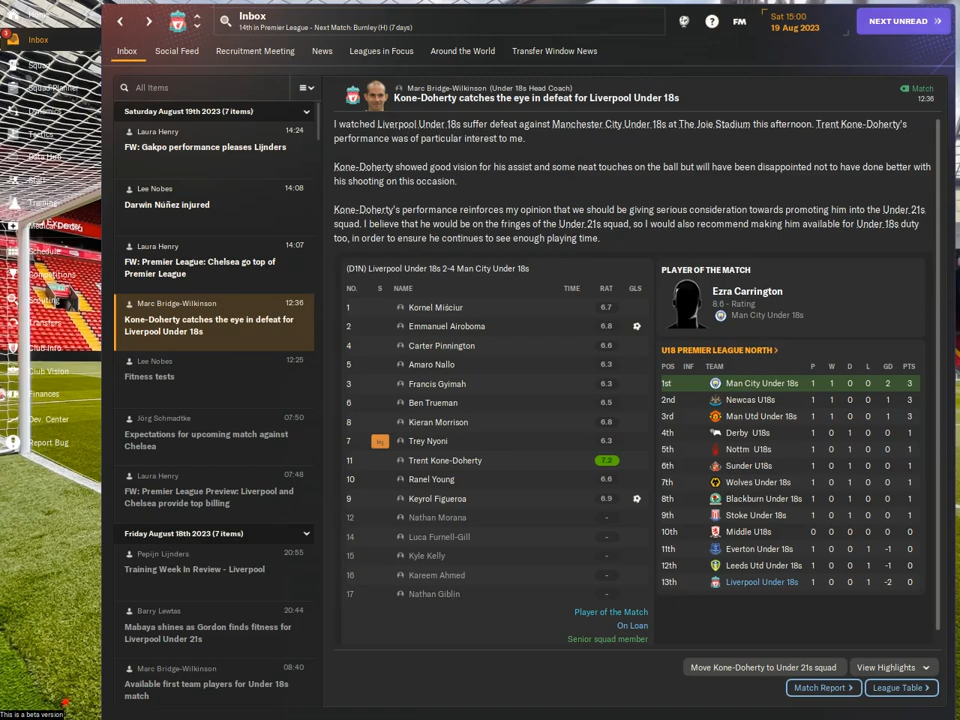 Inbox
14th in Premier League - Next Match: Burnley (H) (7 days)
?
FM
Sat 15:00
19 Aug 2023
NEXT UNREAD
3
Inbox
Inbox
Social Feed
Recruitment Meeting
News
Leagues in Focus
Around the World
Transfer Window News
Squad Planner
Training
Schedule
Competitions
Scouting
Transfers
Club Info
Club Vision
Finances
Dev. Center
Report Bug
This is a beta version
All Items
Saturday August 19th 2023 (7 items)
Laura Henry 14:24
FW: Gakpo performance pleases Lijnders
Lee Nobes 14:08
Darwin Núñez injured
Laura Henry 14:07
FW: Premier League: Chelsea go top of
Premier League
Marc Bridge-Wilkinson 12:36
Kone-Doherty catches the eye in defeat for
Liverpool Under 18s
Lee Nobes 12:25
Fitness tests
Jörg Schmadtke 07:50
Expectations for upcoming match against
Chelsea
Laura Henry 07:48
FW: Premier League Preview: Liverpool and
Chelsea provide top billing
Friday August 18th 2023 (7 items)
Pepijn Lijnders 20:55
Training Week In Review - Liverpool
Barry Lewtas 20:44
Mabaya shines as Gordon finds fitness for
Liverpool Under 21s
Marc Bridge-Wilkinson 08:40
Available first team players for Under 18s
match
Marc Bridge-Wilkinson (Under 18s Head Coach)
Kone-Doherty catches the eye in defeat for Liverpool Under 18s
Match
12:36
I watched Liverpool Under 18s suffer defeat against Manchester City Under 18s at The Joie Stadium this afternoon. Trent Kone-Doherty's
performance was of particular interest to me.
Kone-Doherty showed good vision for his assist and some neat touches on the ball but will have been disappointed not to have done better with
his shooting on this occasion.
Kone-Doherty's performance reinforces my opinion that we should be giving serious consideration towards promoting him into the Under 21s
squad. I believe that he would be on the fringes of the Under 21s squad, so I would also recommend making him available for Under 18s duty
too, in order to ensure he continues to see enough playing time.
(D1N) Liverpool Under 18s 2-4 Man City Under 18s
NO. S NAME TIME RAT GLS
1 Kornel Miściur 6.7
2 Emmanuel Airoboma 6.8
4 Carter Pinnington 6.6
5 Amaro Nallo 6.3
3 Francis Gyimah 6.3
6 Ben Trueman 6.5
8 Kieran Morrison 6.8
7 Inj Trey Nyoni 6.3
11 Trent Kone-Doherty 7.2
10 Ranel Young 6.6
9 Keyrol Figueroa 6.9
12 Nathan Morana -
14 Luca Furnell-Gill -
15 Kyle Kelly -
16 Kareem Ahmed -
17 Nathan Giblin -
Player of the Match
On Loan
Senior squad member
PLAYER OF THE MATCH
Ezra Carrington
8.6 - Rating
Man City Under 18s
U18 PREMIER LEAGUE NORTH >
POS INF TEAM P W D L GD PTS
1st Man City Under 18s 1 1 0 0 2 3
2nd Newcas U18s 1 1 0 0 1 3
3rd Man Utd Under 18s 1 1 0 0 1 3
4th Derby U18s 1 0 1 0 0 1
5th Nottm U18s 1 0 1 0 0 1
6th Sunder U18s 1 0 1 0 0 1
7th Wolves Under 18s 1 0 1 0 0 1
8th Blackburn Under 18s 1 0 1 0 0 1
9th Stoke Under 18s 1 0 1 0 0 1
10th Middle U18s 0 0 0 0 0 0
11th Everton Under 18s 1 0 0 1 -1 0
12th Leeds Utd Under 18s 1 0 0 1 -1 0
13th Liverpool Under 18s 1 0 0 1 -2 0
Move Kone-Doherty to Under 21s squad
View Highlights
Match Report >
League Table >